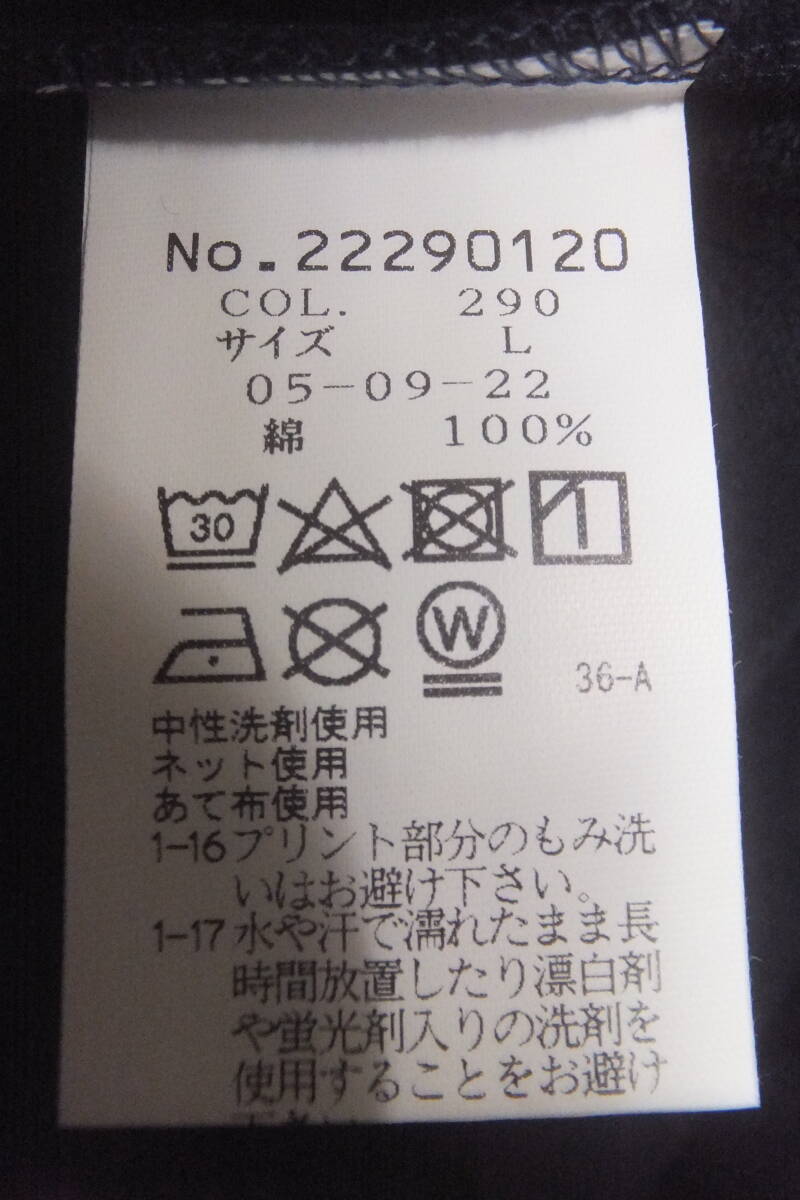 No.22290120
COL. 290
サイズ L
05-09-22
綿 100%
30
W
36-A
中性洗剤使用
ネット使用
あて布使用
1-16 プリント部分のもみ洗
いはお避け下さい。
1-17 水や汗で濡れたまま長
時間放置したり漂白剤
や蛍光剤入りの洗剤を
使用することをお避け